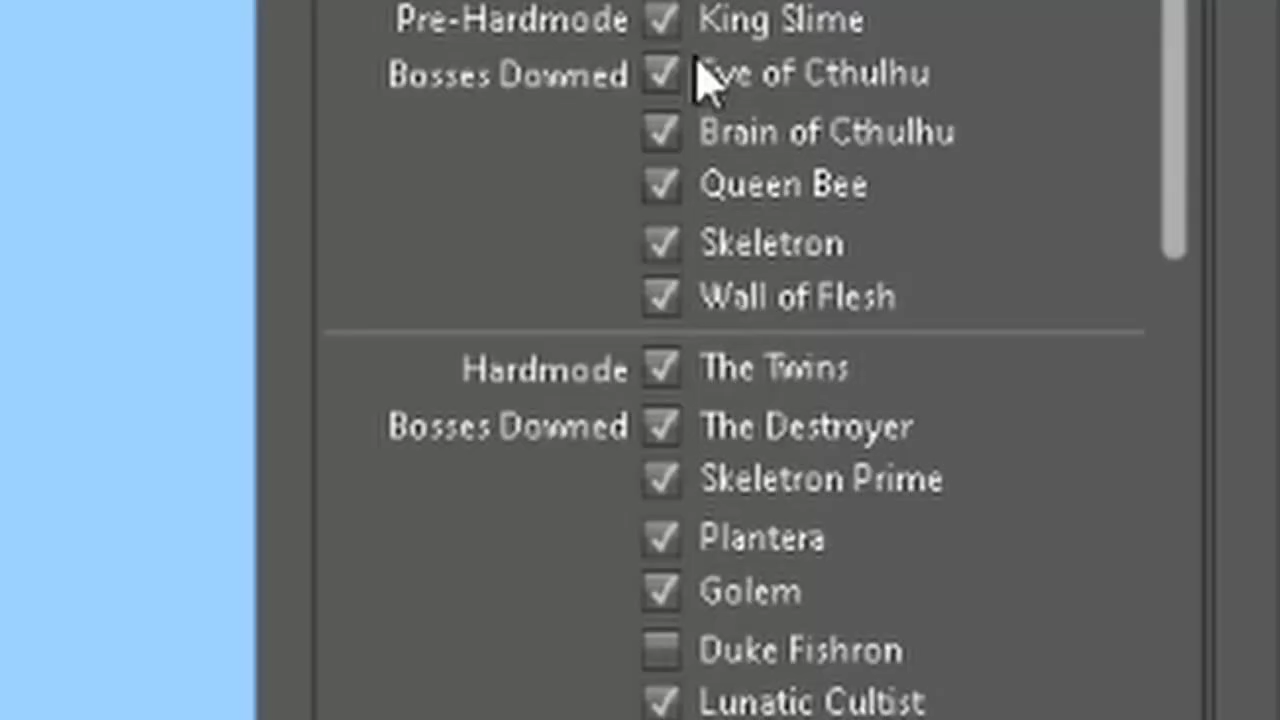 Pre-Hardmode King Slime
Bosses Downed Eye of Cthulhu
Brain of Cthulhu
Queen Bee
Skeletron
Wall of Flesh
Hardmode The Twins
Bosses Downed The Destroyer
Skeletron Prime
Plantera
Golem
Duke Fishron
Lunatic Cultist